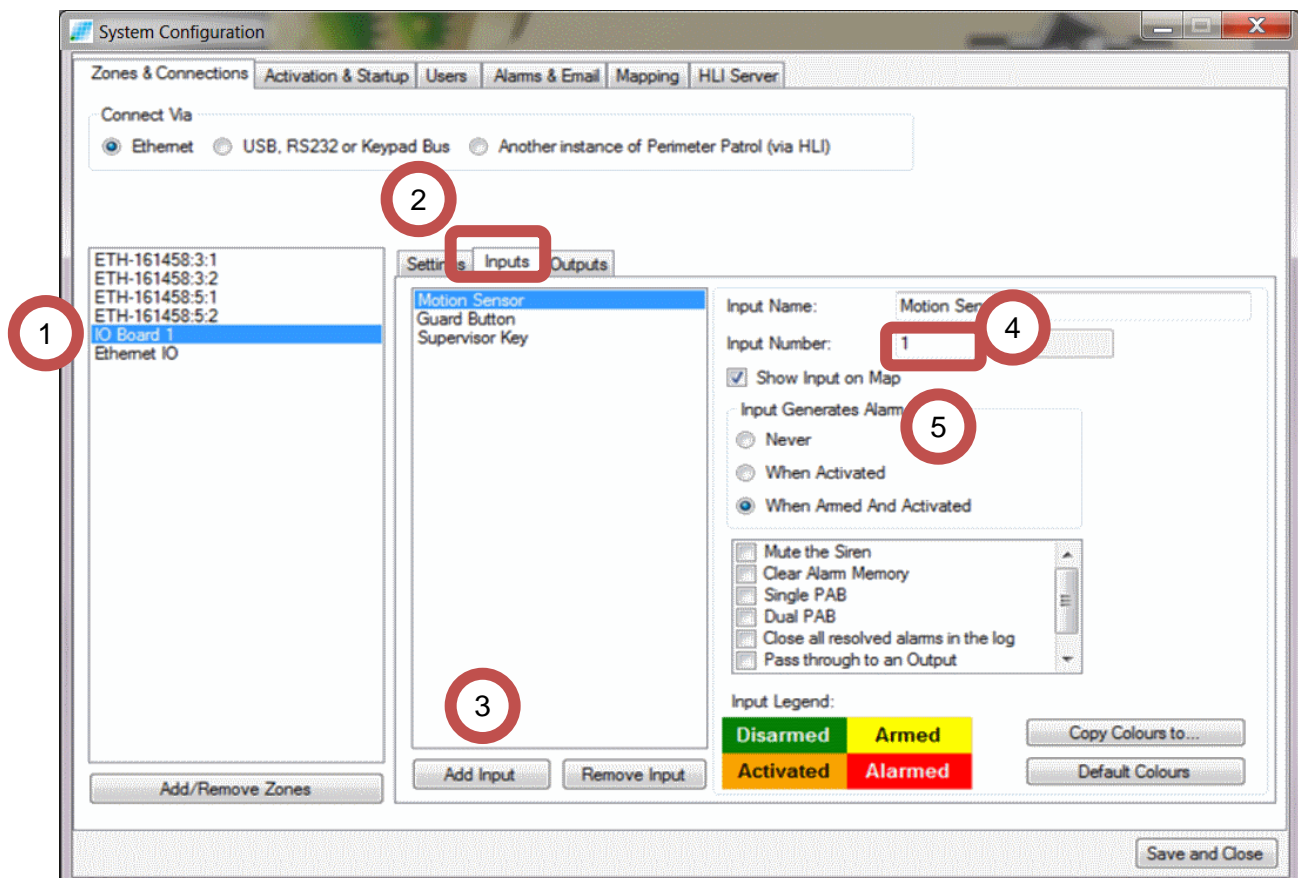 System Configuration
Zones & Connections
Activation & Startup
Users
Alarms & Email
Mapping
HLI Server
Connect Via
Ethernet
USB, RS232 or Keypad Bus
Another instance of Perimeter Patrol (via HLI)
2
ETH-161458:3:1
ETH-161458:3:2
ETH-161458:5:1
ETH-161458:5:2
IO Board 1
Ethernet IO
1
Add/Remove Zones
Settings
Inputs
Outputs
Motion Sensor
Guard Button
Supervisor Key
3
Add Input
Remove Input
Input Name:
Motion Sen
4
Input Number:
1
Show Input on Map
Input Generates Alarm
5
Never
When Activated
When Armed And Activated
Mute the Siren
Clear Alarm Memory
Single PAB
Dual PAB
Close all resolved alarms in the log
Pass through to an Output
Input Legend:
Disarmed
Armed
Activated
Alarmed
Copy Colours to...
Default Colours
Save and Close